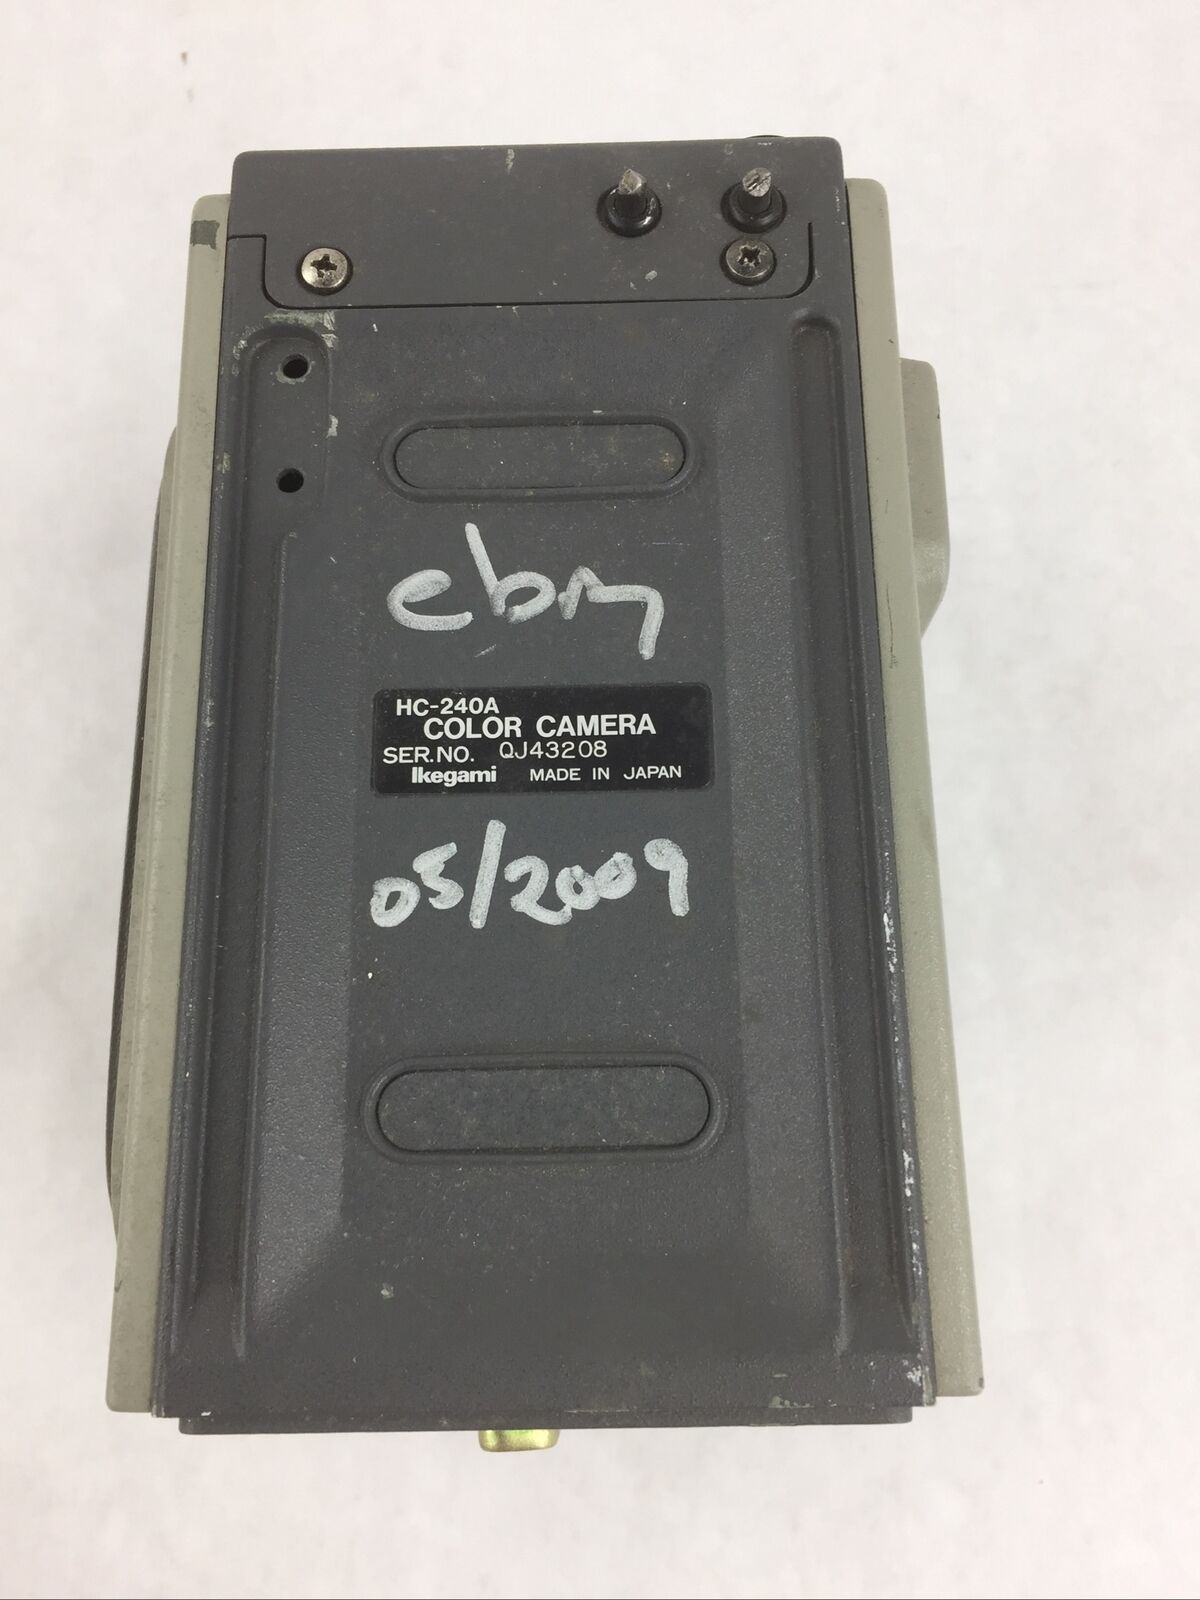 ebm
HC-240A
COLOR CAMERA
SER.NO. QJ43208
Ikegami MADE IN JAPAN
05/2009